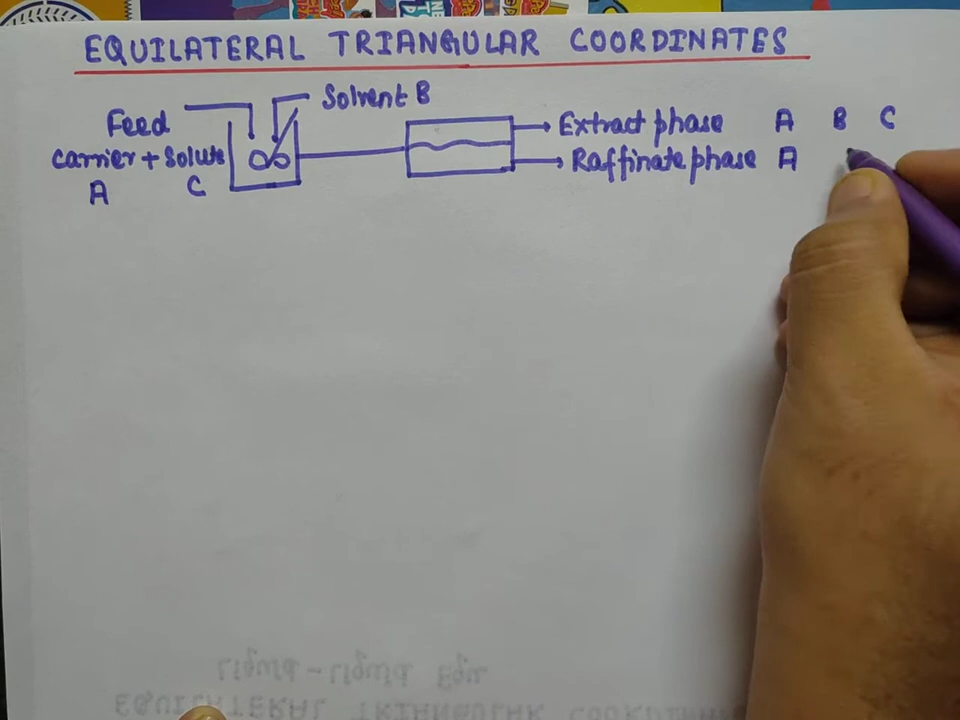 EQUILATERAL TRIANGULAR COORDINATES
Solvent B
Feed
Carrier + Solute
A C
Extract phase A B C
Raffinate phase A